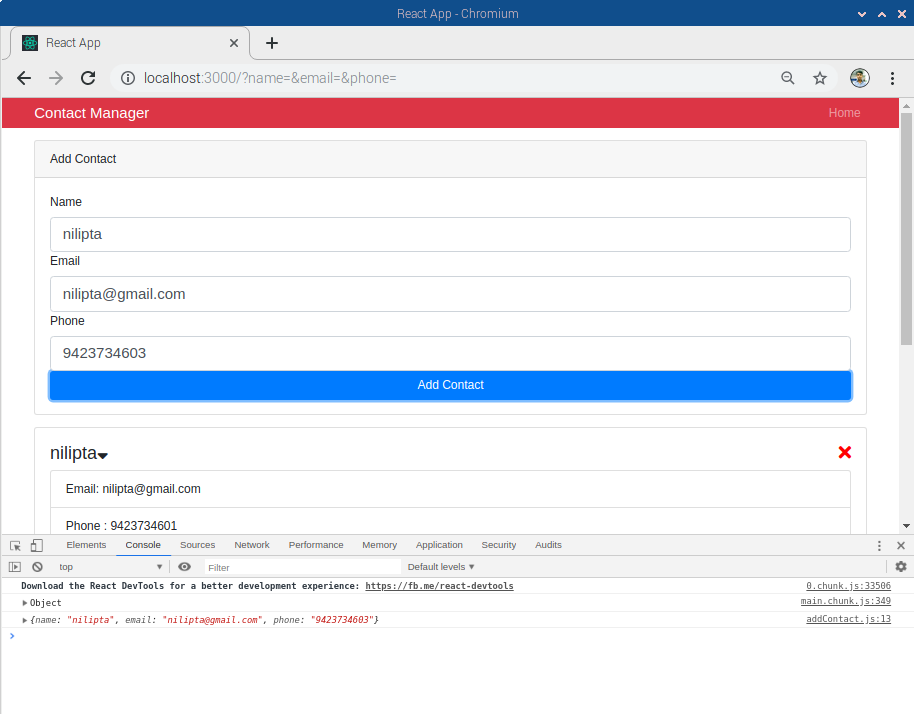 React App - Chromium
React App
localhost:3000/?name=&email=&phone=
Contact Manager Home
Add Contact
Name
nilipta
Email
nilipta@gmail.com
Phone
9423734603
Add Contact
nilipta
Email: nilipta@gmail.com
Phone : 9423734601
Elements Console Sources Network Performance Memory Application Security Audits
top Filter Default levels
Download the React DevTools for a better development experience: https://fb.me/react-devtools 0.chunk.js:33506
Object main.chunk.js:349
{name: "nilipta", email: "nilipta@gmail.com", phone: "9423734603"} addContact.js:13